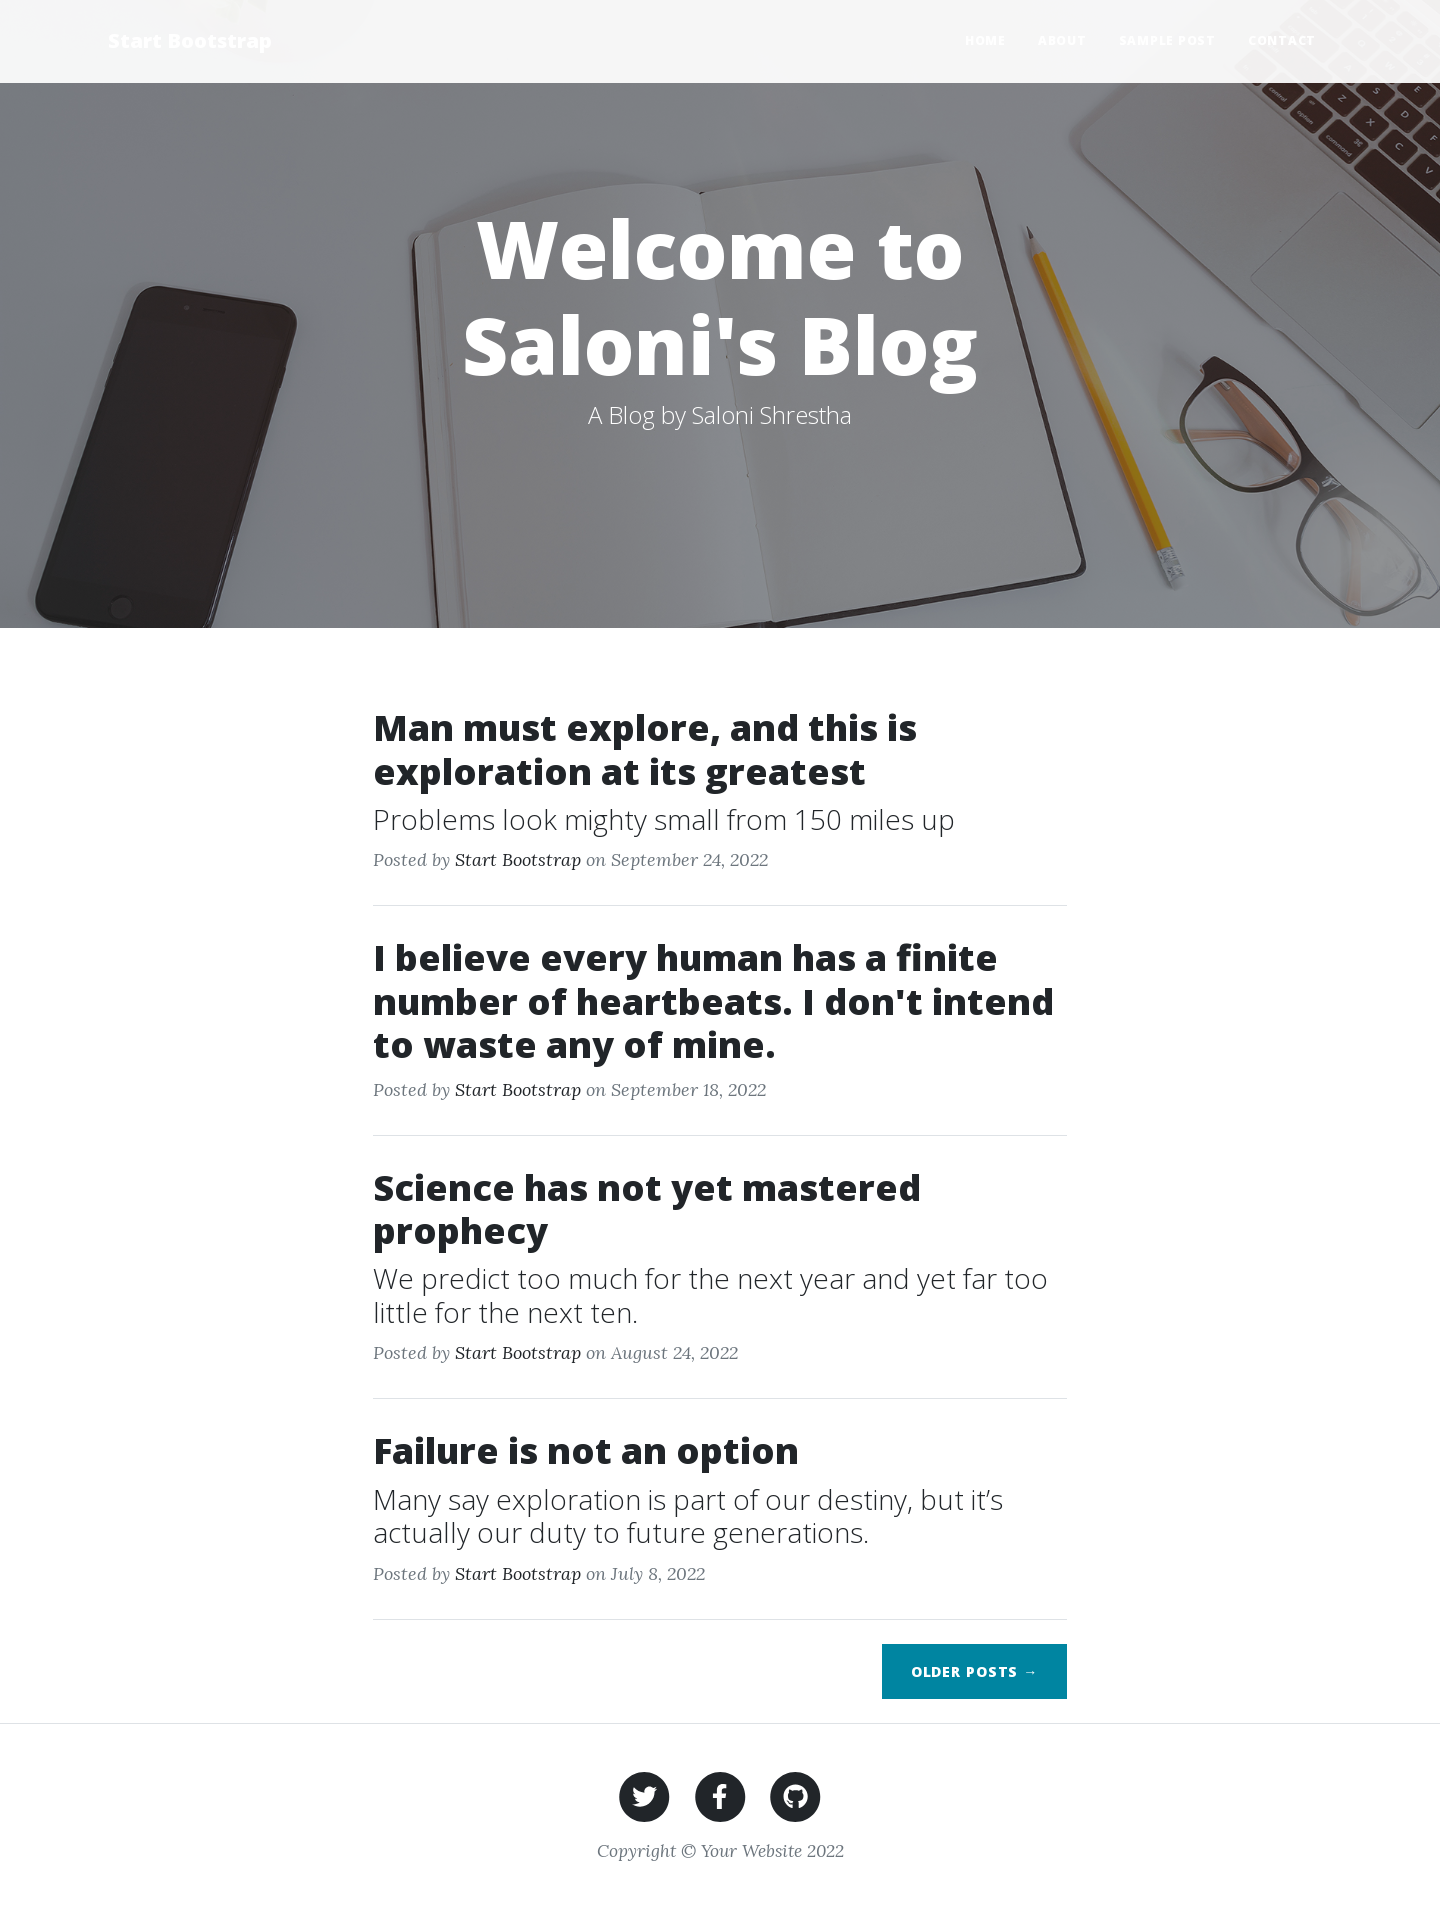 Start Bootstrap
HOME ABOUT SAMPLE POST CONTACT
Welcome to
Saloni's Blog
A Blog by Saloni Shrestha
Man must explore, and this is
exploration at its greatest
Problems look mighty small from 150 miles up
Posted by Start Bootstrap on September 24, 2022
I believe every human has a finite
number of heartbeats. I don't intend
to waste any of mine.
Posted by Start Bootstrap on September 18, 2022
Science has not yet mastered
prophecy
We predict too much for the next year and yet far too
little for the next ten.
Posted by Start Bootstrap on August 24, 2022
Failure is not an option
Many say exploration is part of our destiny, but it’s
actually our duty to future generations.
Posted by Start Bootstrap on July 8, 2022
OLDER POSTS →
Copyright © Your Website 2022